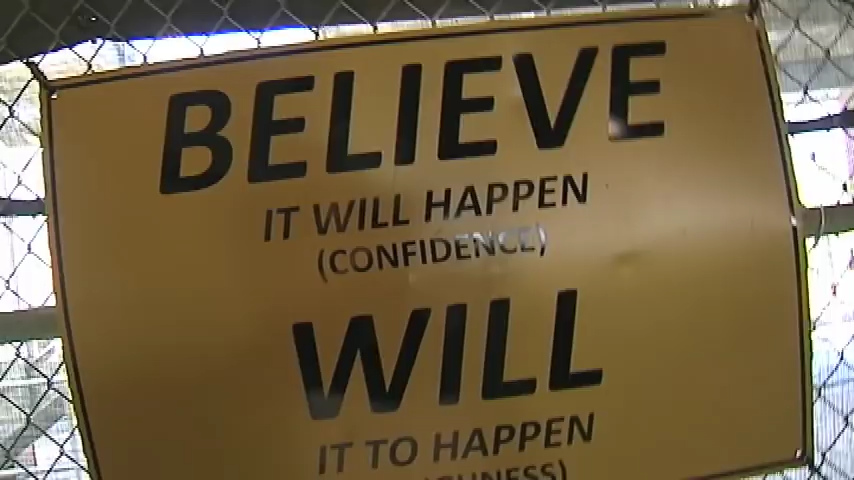 BELIEVE
IT WILL HAPPEN
(CONFIDENCE)
WILL
IT TO HAPPEN